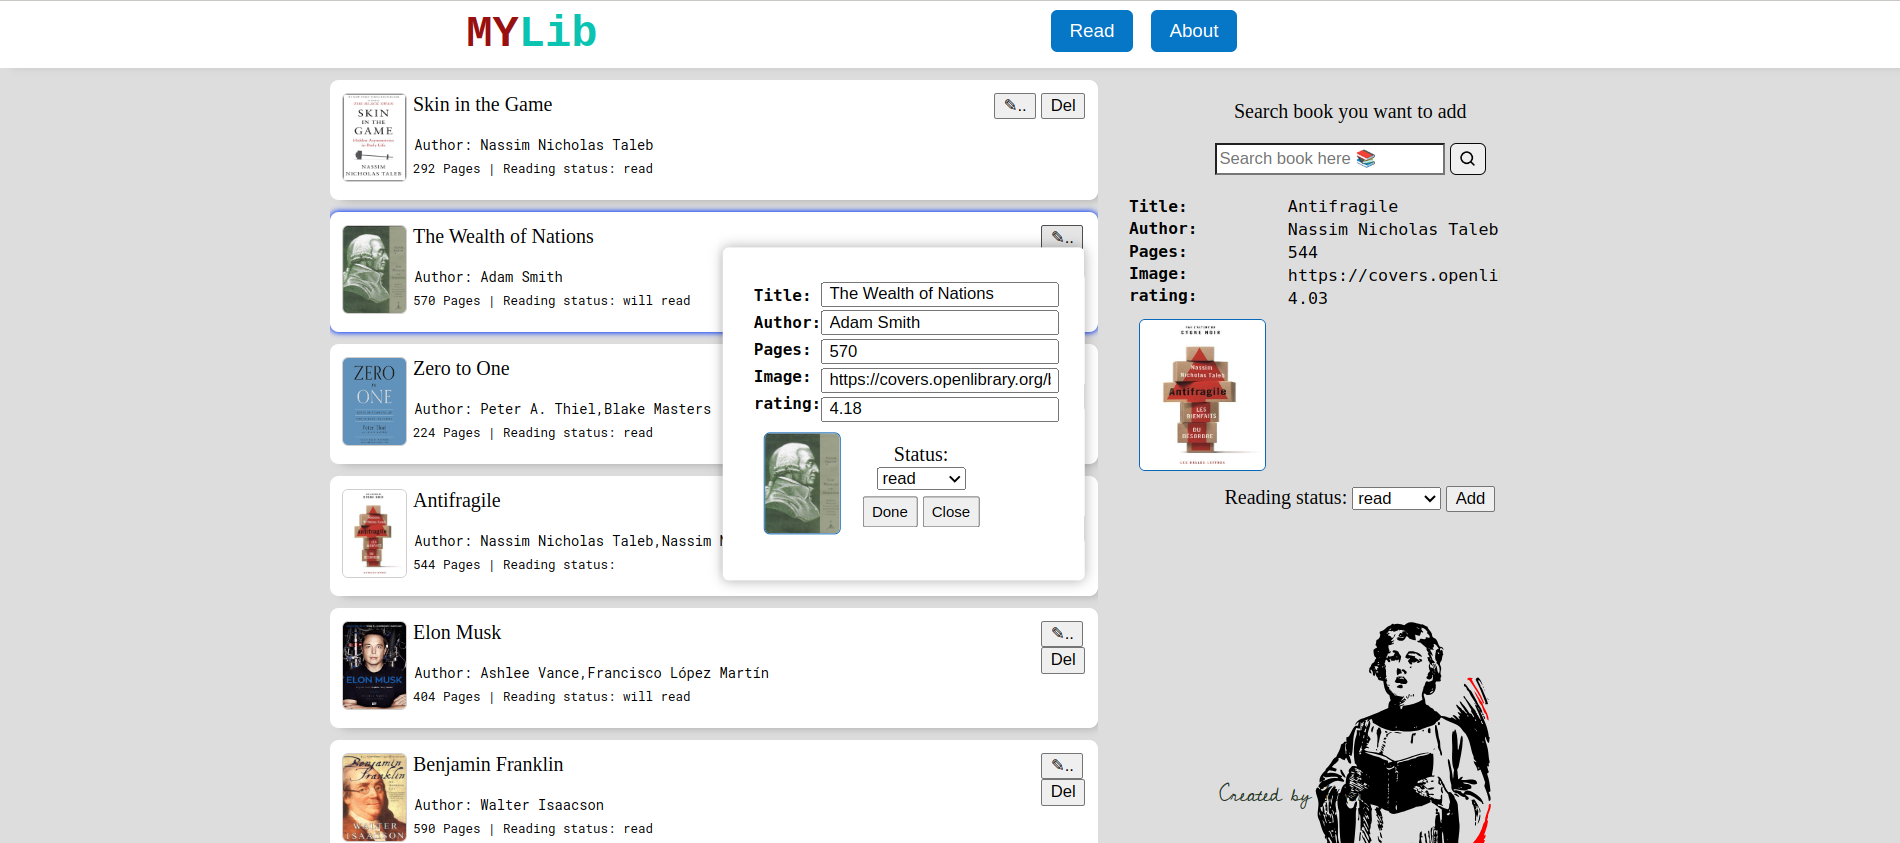 MYLib
Read
About
Skin in the Game
✎..
Del
Author: Nassim Nicholas Taleb
292 Pages | Reading status: read
SKIN
IN THE
GAME
NASSIM
NICHOLAS TALEB
The Wealth of Nations
✎..
Author: Adam Smith
570 Pages | Reading status: will read
Zero to One
Author: Peter A. Thiel,Blake Masters
224 Pages | Reading status: read
ZERO
TO
ONE
Antifragile
Author: Nassim Nicholas Taleb,Nassim
544 Pages | Reading status:
Elon Musk
✎..
Del
Author: Ashlee Vance,Francisco López Martín
404 Pages | Reading status: will read
ELON MUSK
Benjamin Franklin
✎..
Del
Author: Walter Isaacson
590 Pages | Reading status: read
Benjamin
Franklin
WALTER
ISAACSON
Title: The Wealth of Nations
Author: Adam Smith
Pages: 570
Image: https://covers.openlibrary.org/b
rating: 4.18
Status:
read
Done
Close
Search book you want to add
Search book here 📚
Title: Antifragile
Author: Nassim Nicholas Taleb
Pages: 544
Image: https://covers.openli
rating: 4.03
Nassim
Nicholas Taleb
Antifragile
LES
BIENFAITS
DU
DÉSORDRE
LES BELLES LETTRES
Reading status: read
Add
Created by